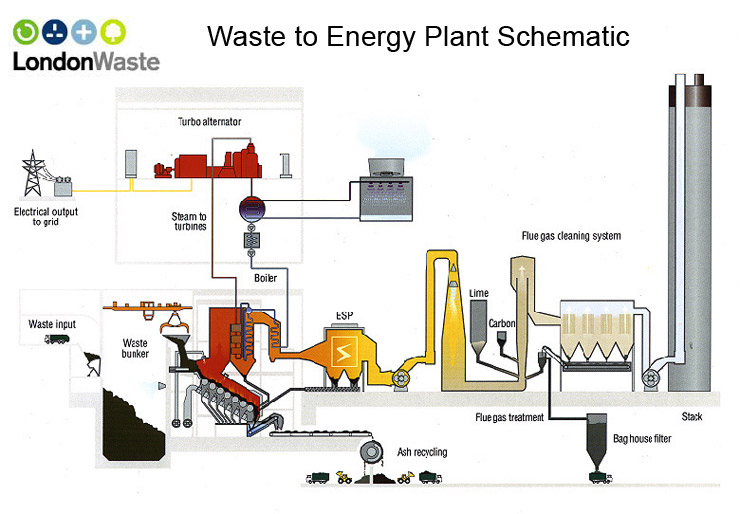 Waste to Energy Plant Schematic
LondonWaste
Turbo alternator
Electrical output
to grid
Steam to
turbines
Flue gas cleaning system
Boiler
Lime
ESP
Carbon
Waste input
Waste
bunker
Flue gas treatment
Stack
Bag house filter
Ash recycling